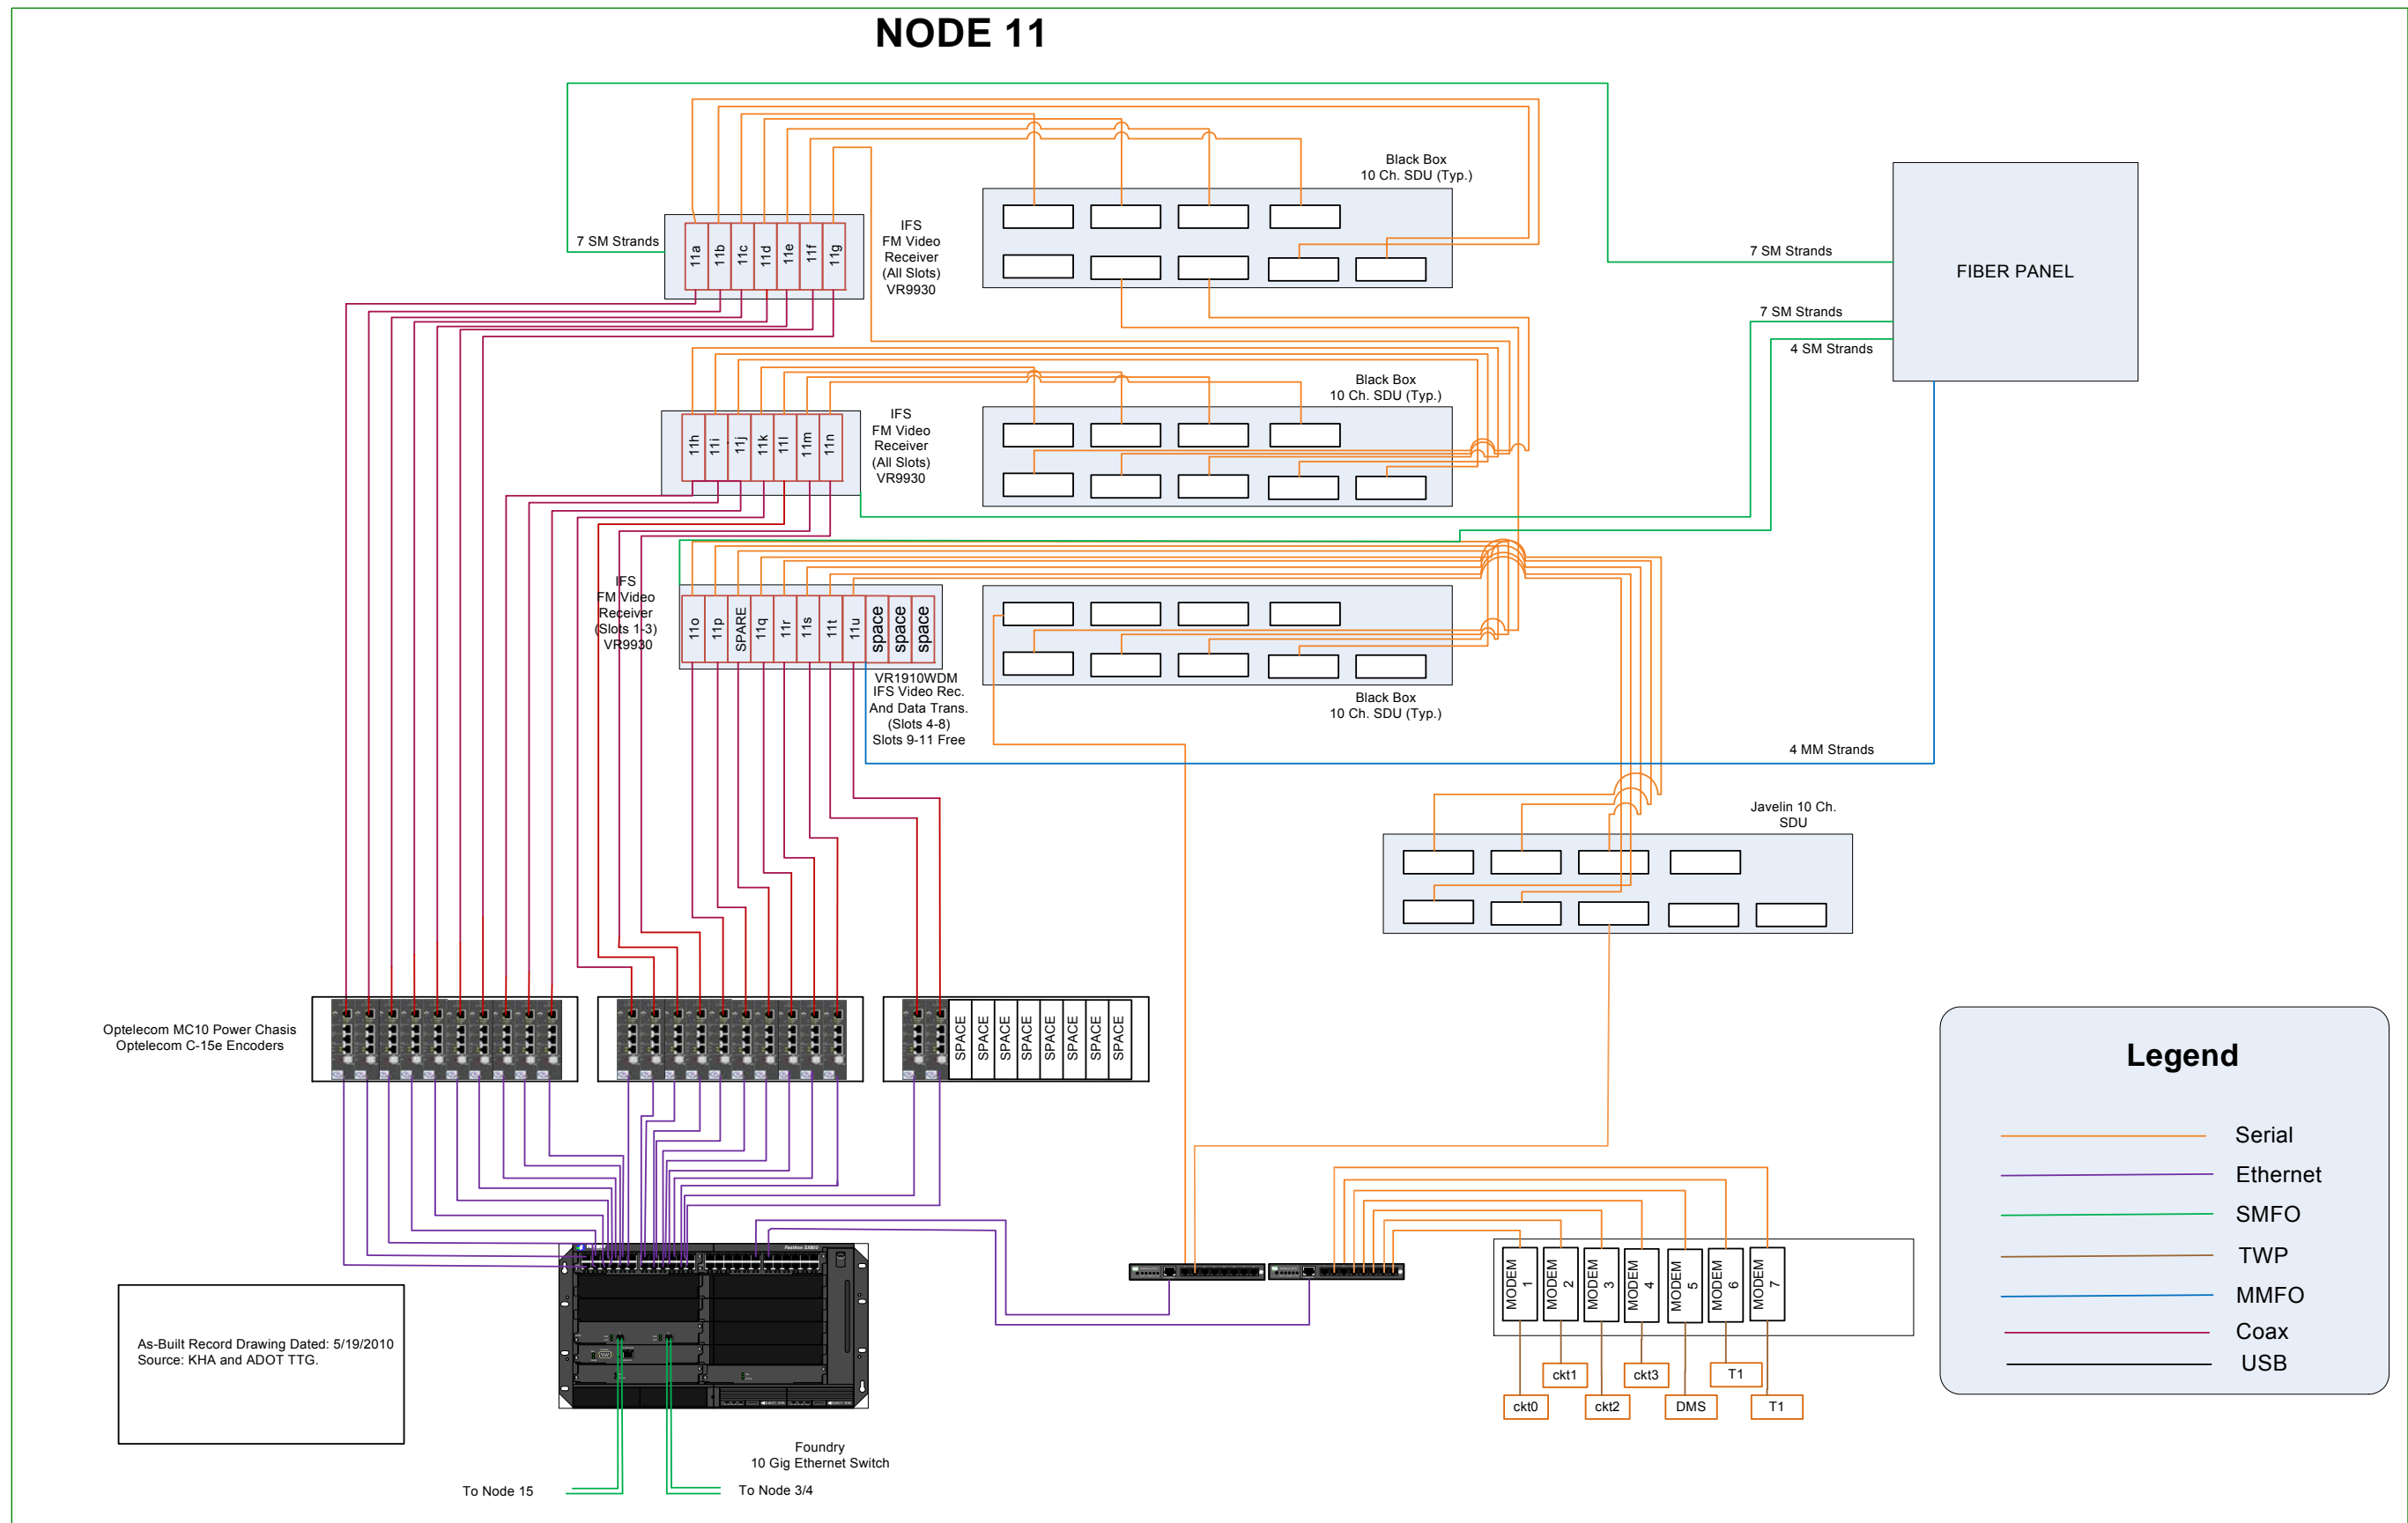 NODE 11
Black Box
10 Ch. SDU (Typ.)
7 SM Strands
11a
11b
11c
11d
11e
11f
11g
IFS
FM Video
Receiver
(All Slots)
VR9930
7 SM Strands
FIBER PANEL
7 SM Strands
4 SM Strands
Black Box
10 Ch. SDU (Typ.)
11h
11i
11j
11k
11l
11m
11n
IFS
FM Video
Receiver
(All Slots)
VR9930
IFS
FM Video
Receiver
(Slots 1-3)
VR9930
11o
11p
SPARE
11q
11r
11s
11t
11u
space
space
space
VR1910WDM
IFS Video Rec.
And Data Trans.
(Slots 4-8)
Slots 9-11 Free
Black Box
10 Ch. SDU (Typ.)
4 MM Strands
Javelin 10 Ch.
SDU
Optelecom MC10 Power Chasis
Optelecom C-15e Encoders
SPACE
SPACE
SPACE
SPACE
SPACE
SPACE
SPACE
SPACE
Legend
Serial
Ethernet
SMFO
TWP
MMFO
Coax
USB
MODEM 1
MODEM 2
MODEM 3
MODEM 4
MODEM 5
MODEM 6
MODEM 7
ckt1
ckt3
T1
ckt0
ckt2
DMS
T1
As-Built Record Drawing Dated: 5/19/2010
Source: KHA and ADOT TTG.
Foundry
10 Gig Ethernet Switch
To Node 15
To Node 3/4